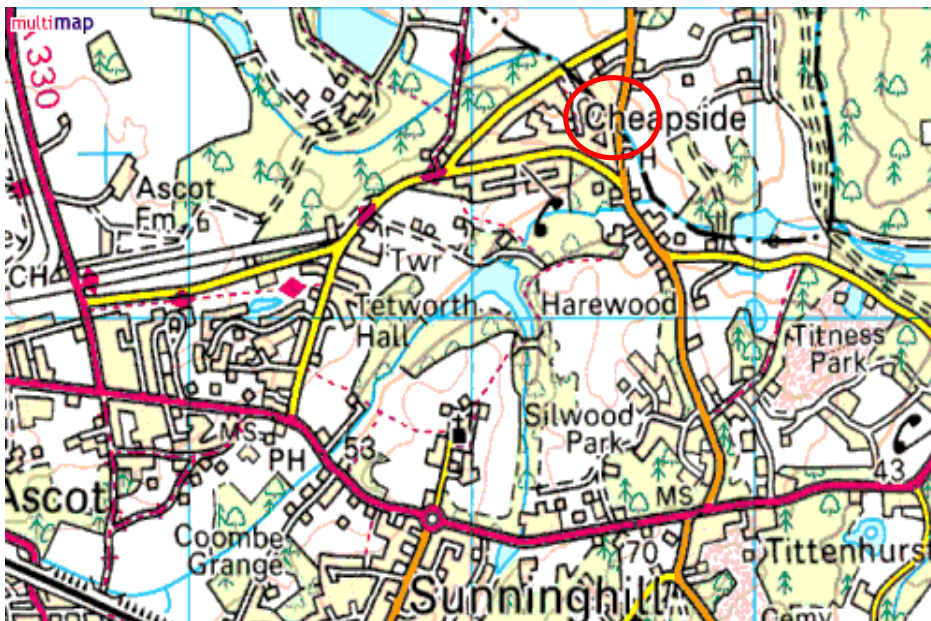 multimap
A 330
Cheapside
H
Ascot
Fm
CH
Twr
Tetworth
Hall
Harewood
Titness
Park
Silwood
Park
MS
PH
53
43
MS
Ascot
Coombe
Grange
70
Tittenhurst
Sunninghill
Cemy